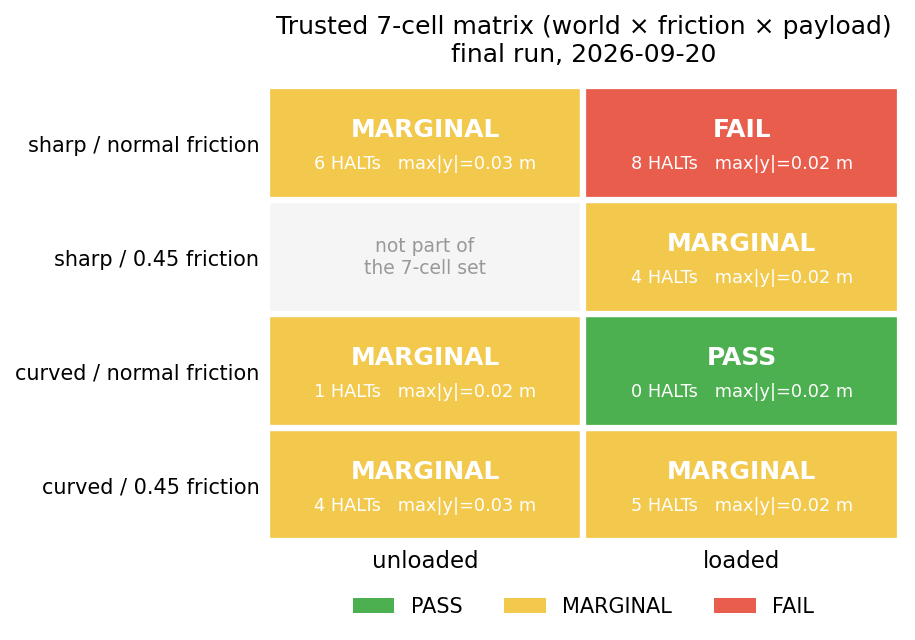 Trusted 7-cell matrix (world × friction × payload)
final run, 2026-09-20
sharp / normal friction
MARGINAL
6 HALTs max|y|=0.03 m
FAIL
8 HALTs max|y|=0.02 m
sharp / 0.45 friction
not part of
the 7-cell set
MARGINAL
4 HALTs max|y|=0.02 m
curved / normal friction
MARGINAL
1 HALTs max|y|=0.02 m
PASS
0 HALTs max|y|=0.02 m
curved / 0.45 friction
MARGINAL
4 HALTs max|y|=0.03 m
MARGINAL
5 HALTs max|y|=0.02 m
unloaded
loaded
PASS
MARGINAL
FAIL